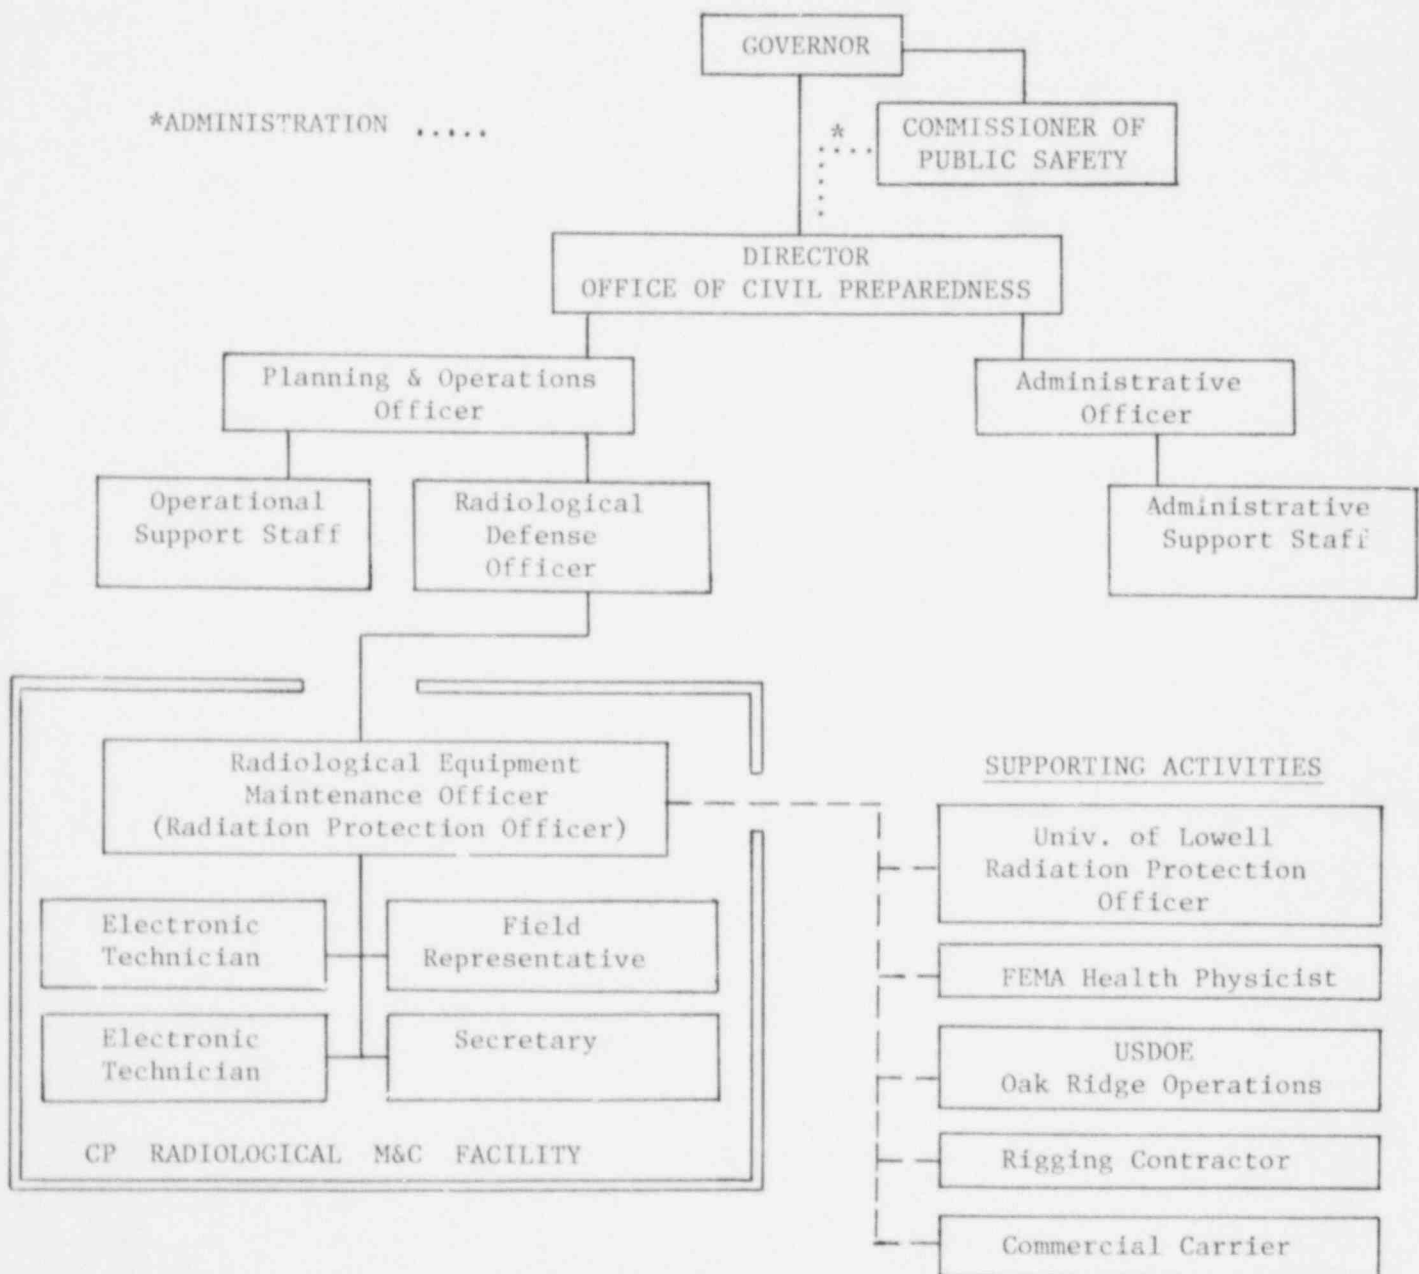 GOVERNOR
*ADMINISTRATION .....
*
COMMISSIONER OF
PUBLIC SAFETY
DIRECTOR
OFFICE OF CIVIL PREPAREDNESS
Planning & Operations
Officer
Administrative
Officer
Operational
Support Staff
Radiological
Defense
Officer
Administrative
Support Staff
Radiological Equipment
Maintenance Officer
(Radiation Protection Officer)
Electronic
Technician
Field
Representative
Electronic
Technician
Secretary
CP RADIOLOGICAL M&C FACILITY
SUPPORTING ACTIVITIES
Univ. of Lowell
Radiation Protection
Officer
FEMA Health Physicist
USDOE
Oak Ridge Operations
Rigging Contractor
Commercial Carrier